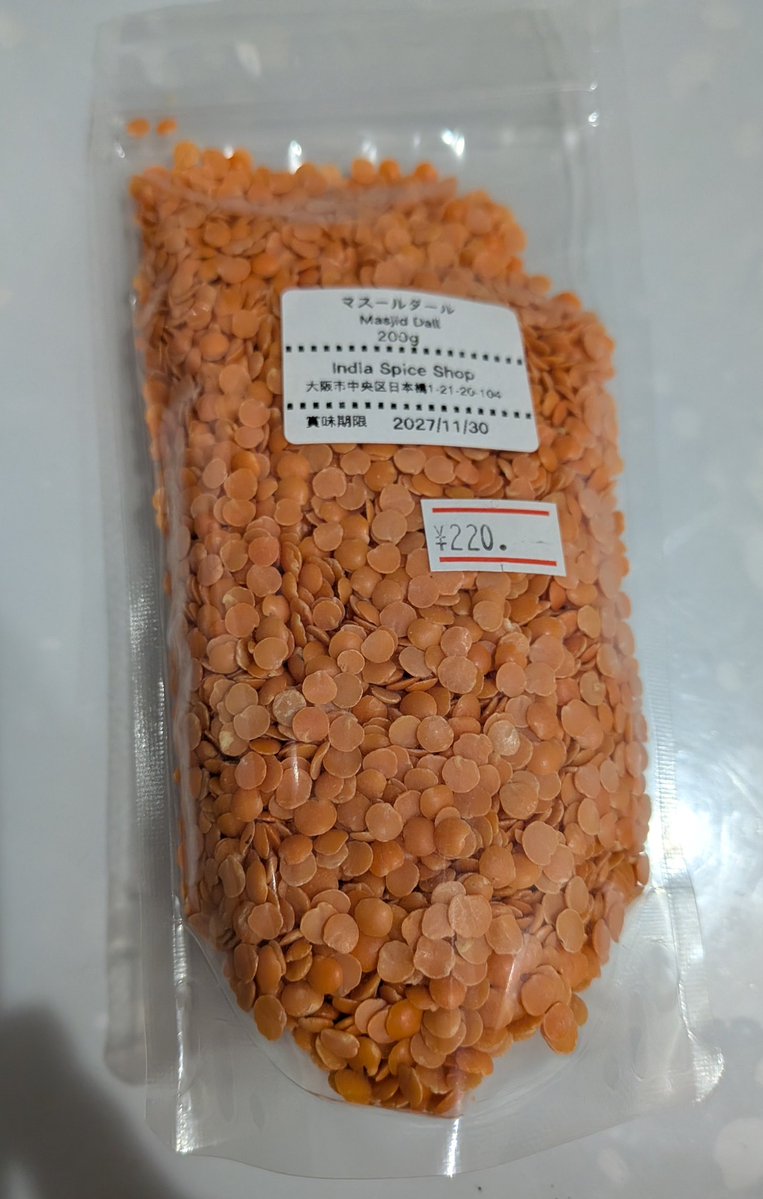 マスールダール
Masjid Dall
200g
India Spice Shop
大阪市中央区日本橋1-21-20-104
賞味期限 2027/11/30
¥220.